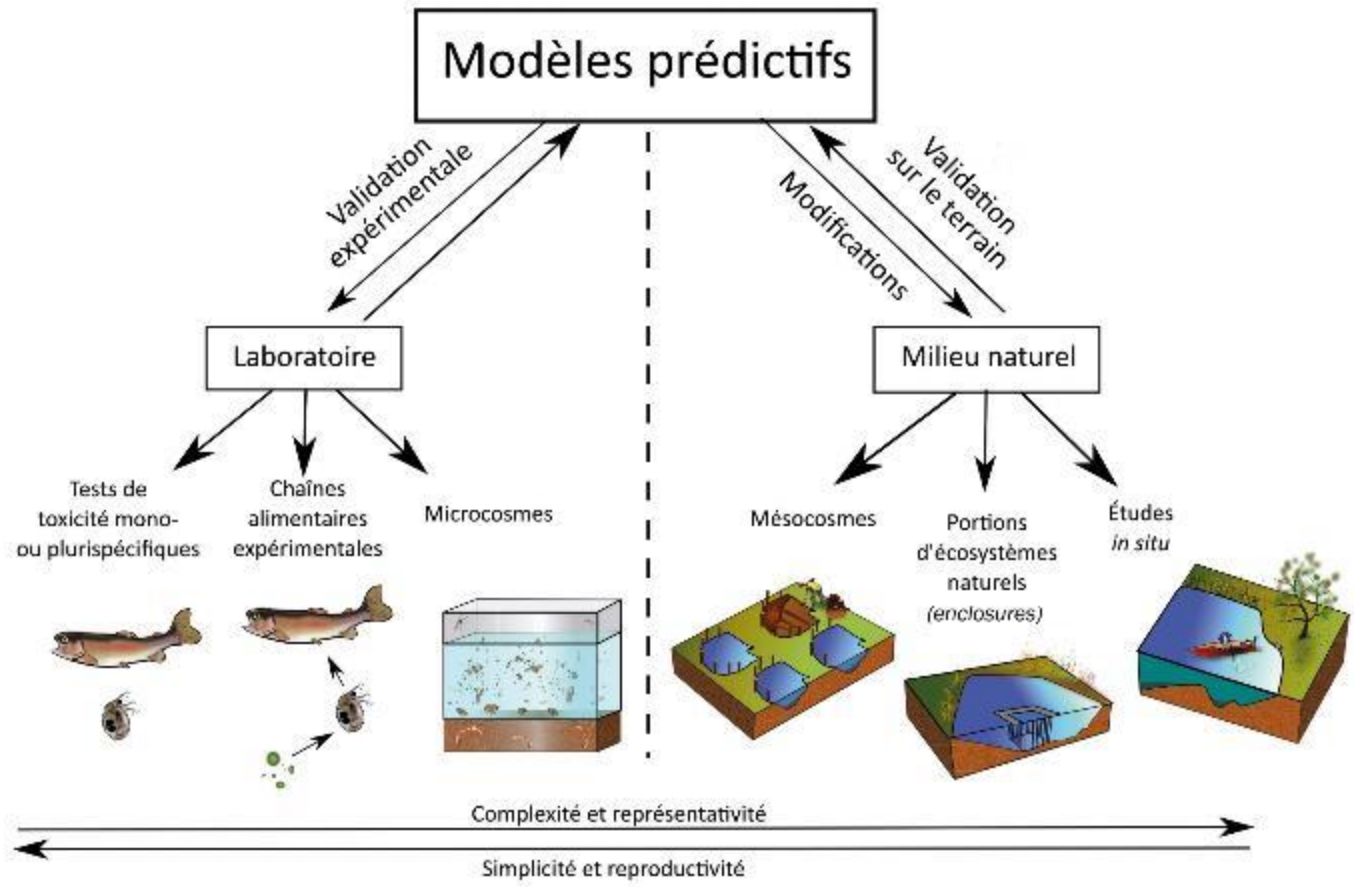 Modèles prédictifs
Validation
expérimentale
Modifications
Validation
sur le terrain
Laboratoire
Milieu naturel
Tests de
toxicité mono-
ou plurispécifiques
Chaînes
alimentaires
expérimentales
Microcosmes
Mésocosmes
Portions
d'écosystèmes
naturels
(enclosures)
Études
in situ
Complexité et représentativité
Simplicité et reproductivité